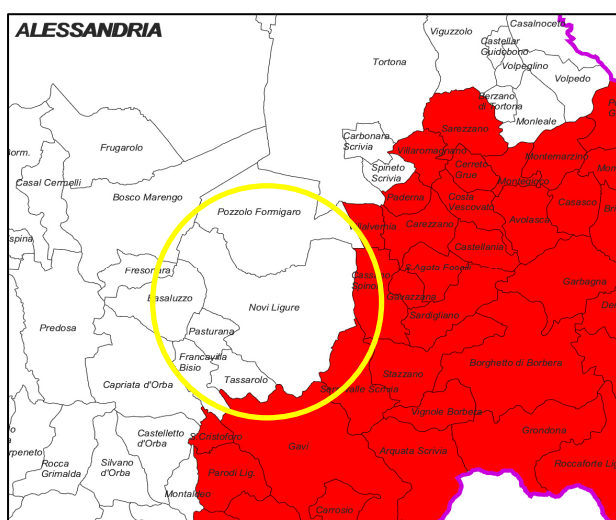 ALESSANDRIA
Casalnoceto
Viguzzolo
Castellar
Guidobono
Volpeglino
Volpedo
Tortona
Berzano
di Tortona
Monleale
Sarezzano
Carbonara
Scrivia
Frugarolo
Villaromagnano
Montemarzino
Cerreto
Grue
Spineto
Scrivia
Casal Cermelli
Bosco Marengo
Paderna
Costa
Vescovato
Casasco
Pozzolo Formigaro
Avolasca
Villalvernia
Carezzano
Castellania
Fresonara
S.Agata Fossili
Cassano
Spinola
Garbagna
Basaluzzo
Gavazzana
Novi Ligure
Sardigliano
Predosa
Pasturana
Francavilla
Bisio
Borghetto di Borbera
Stazzano
Capriata d'Orba
Tassarolo
Serravalle Scrivia
Vignole Borbera
Castelletto
d'Orba
S.Cristoforo
Grondona
Gavi
Arquata Scrivia
Rocca
Grimalda
Silvano
d'Orba
Parodi Lig.
Roccaforte Lig
Montaldeo
Carrosio